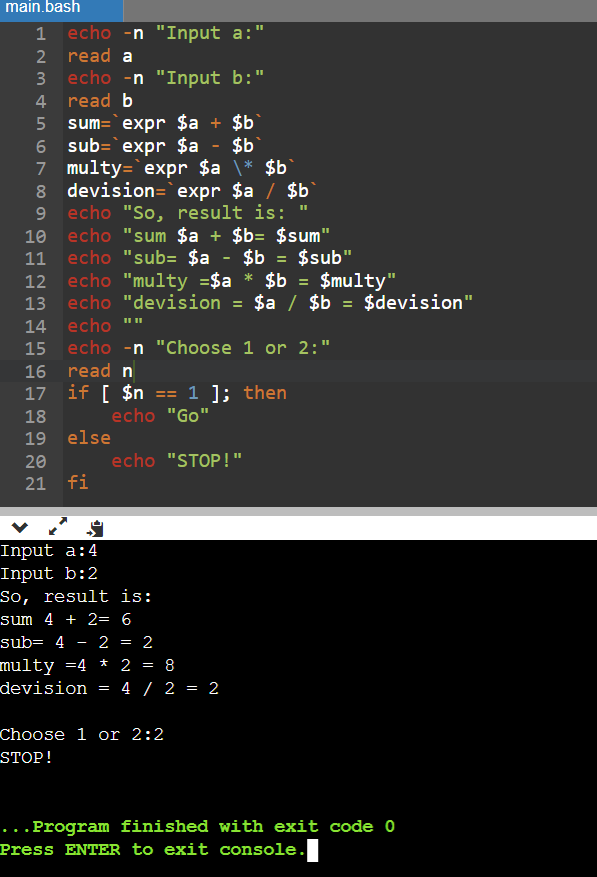 main.bash
1 echo -n "Input a:"
2 read a
3 echo -n "Input b:"
4 read b
5 sum=`expr $a + $b`
6 sub=`expr $a - $b`
7 multy=`expr $a \* $b`
8 devision=`expr $a / $b`
9 echo "So, result is: "
10 echo "sum $a + $b= $sum"
11 echo "sub= $a - $b = $sub"
12 echo "multy =$a * $b = $multy"
13 echo "devision = $a / $b = $devision"
14 echo ""
15 echo -n "Choose 1 or 2:"
16 read n
17 if [ $n == 1 ]; then
18     echo "Go"
19 else
20     echo "STOP!"
21 fi
Input a:4
Input b:2
So, result is:
sum 4 + 2= 6
sub= 4 - 2 = 2
multy =4 * 2 = 8
devision = 4 / 2 = 2
Choose 1 or 2:2
STOP!
...Program finished with exit code 0
Press ENTER to exit console.